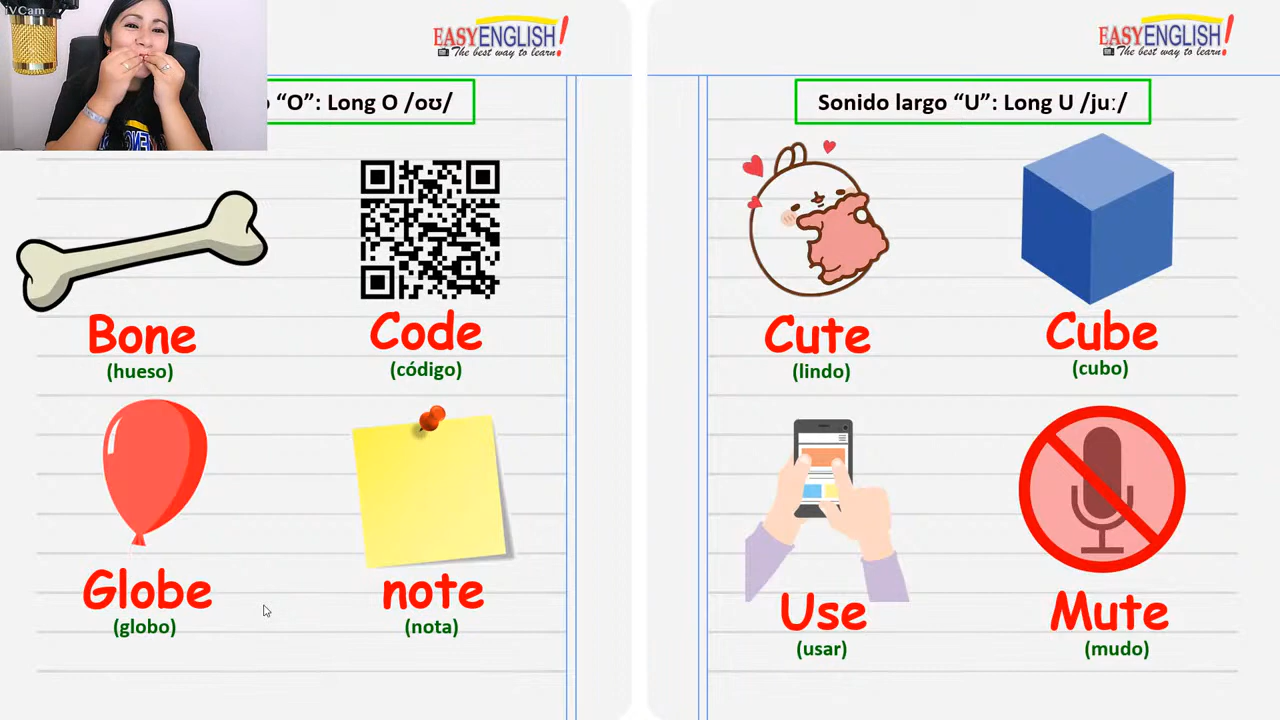 iVCam
EASYENGLISH!
The best way to learn!
o “O”: Long O /oʊ/
Bone
(hueso)
Code
(código)
Globe
(globo)
note
(nota)
EASYENGLISH!
The best way to learn!
Sonido largo “U”: Long U /juː/
Cute
(lindo)
Cube
(cubo)
Use
(usar)
Mute
(mudo)